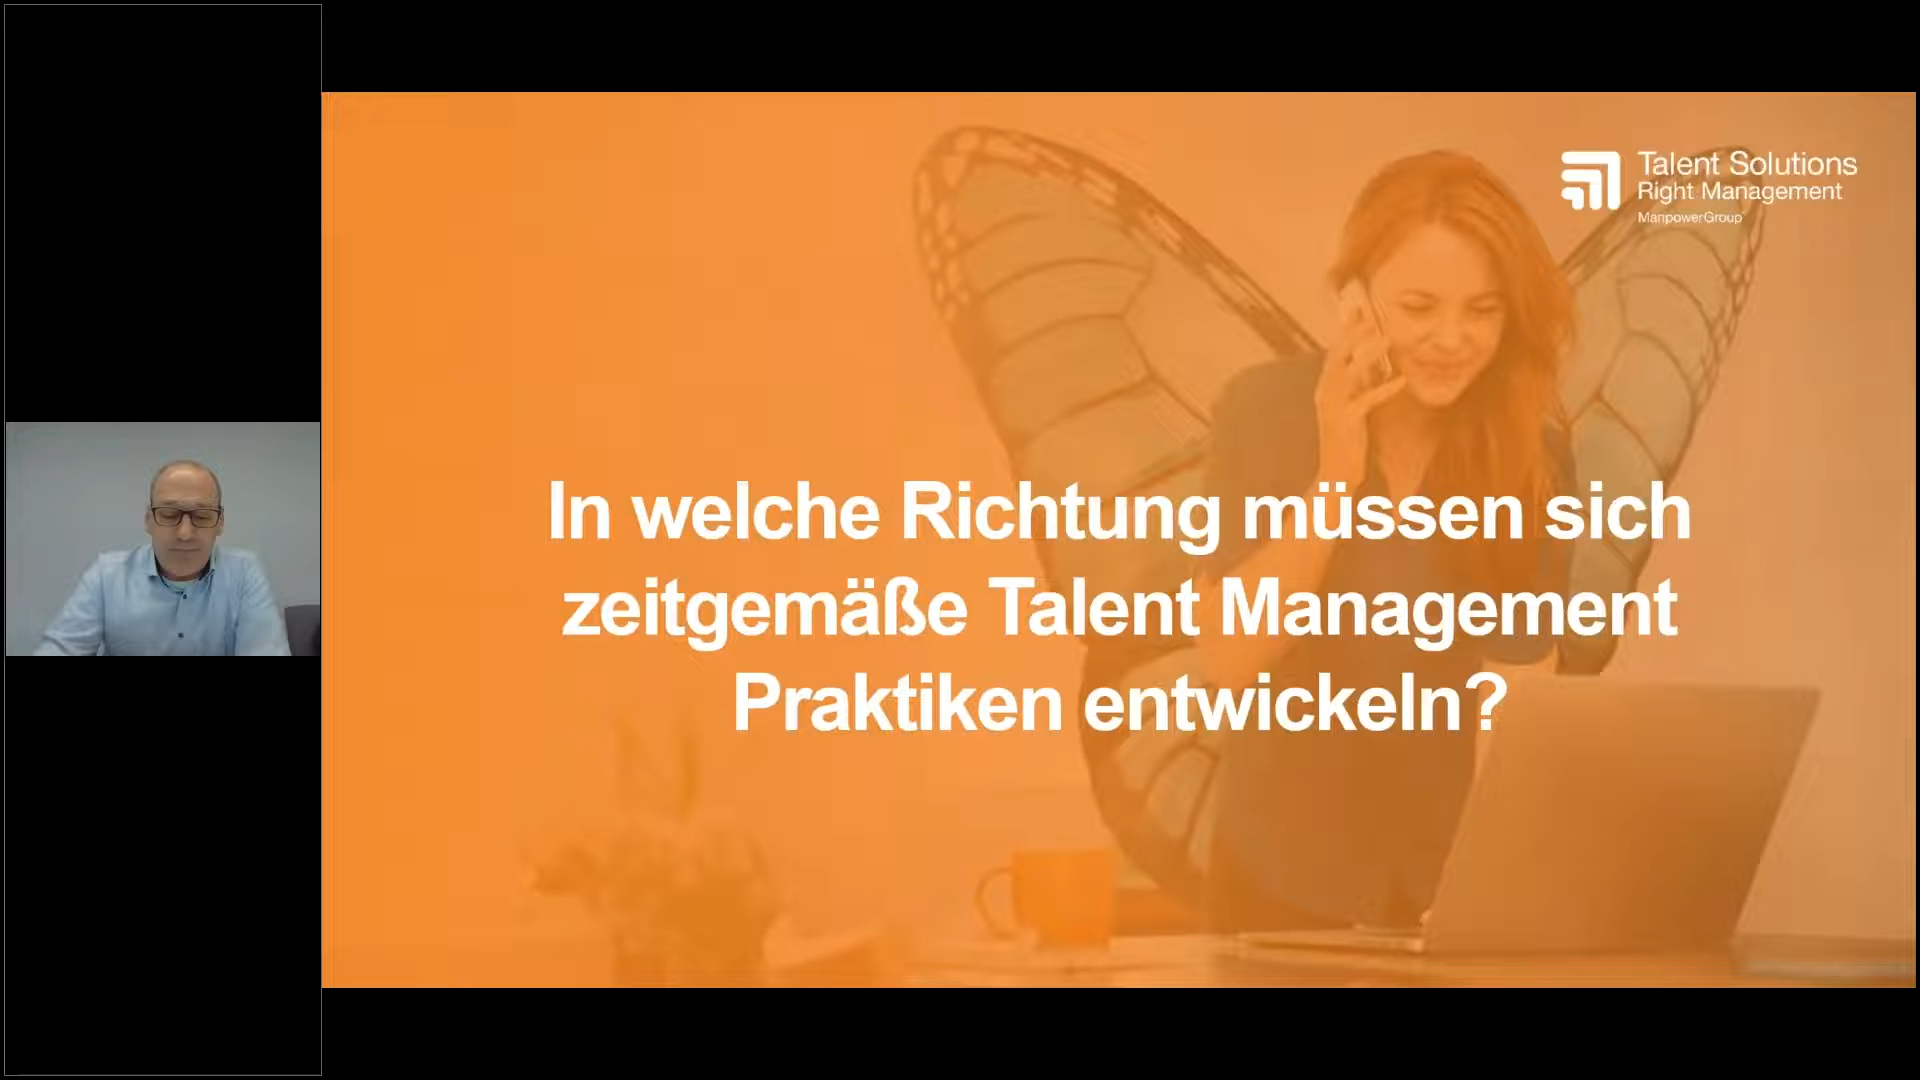 Talent Solutions
Right Management
ManpowerGroup
In welche Richtung müssen sich
zeitgemäße Talent Management
Praktiken entwickeln?